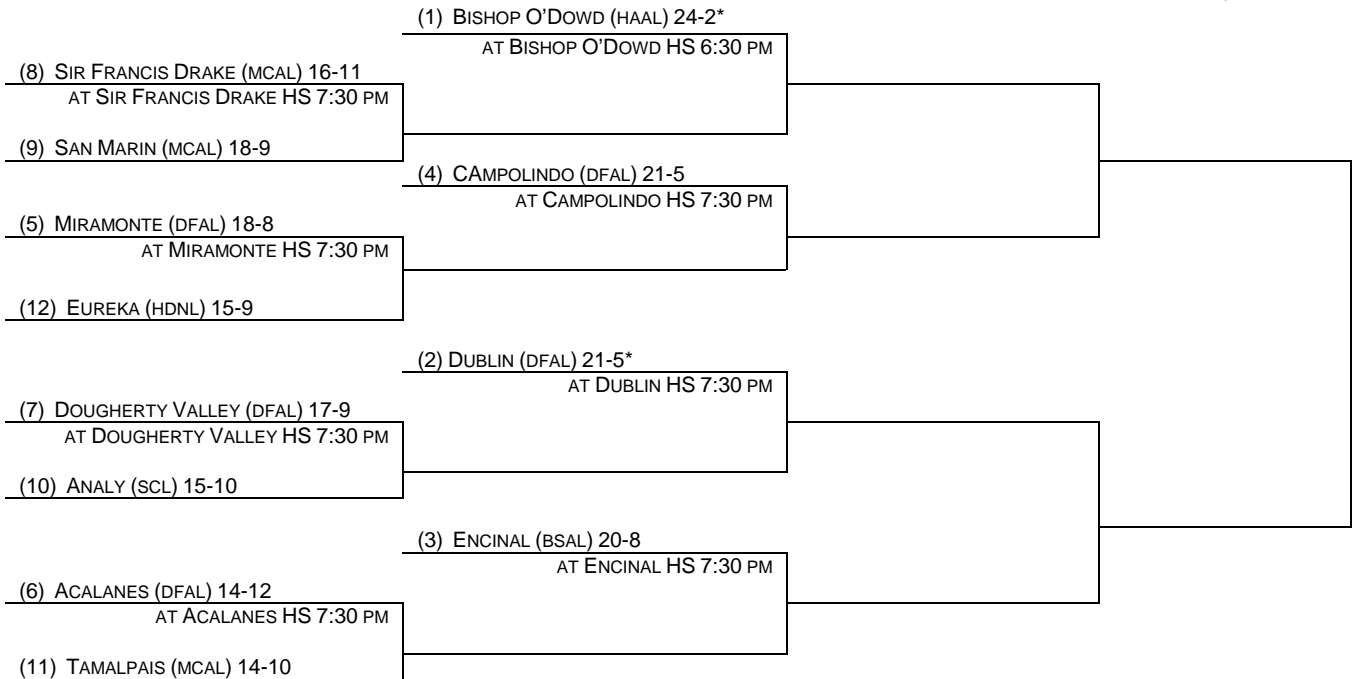 (1) BISHOP O'DOWD (HAAL) 24-2*
AT BISHOP O'DOWD HS 6:30 PM
(8) SIR FRANCIS DRAKE (MCAL) 16-11
AT SIR FRANCIS DRAKE HS 7:30 PM
(9) SAN MARIN (MCAL) 18-9
(4) CAMPOLINDO (DFAL) 21-5
AT CAMPOLINDO HS 7:30 PM
(5) MIRAMONTE (DFAL) 18-8
AT MIRAMONTE HS 7:30 PM
(12) EUREKA (HDNL) 15-9
(2) DUBLIN (DFAL) 21-5*
AT DUBLIN HS 7:30 PM
(7) DOUGHERTY VALLEY (DFAL) 17-9
AT DOUGHERTY VALLEY HS 7:30 PM
(10) ANALY (SCL) 15-10
(3) ENCINAL (BSAL) 20-8
AT ENCINAL HS 7:30 PM
(6) ACALANES (DFAL) 14-12
AT ACALANES HS 7:30 PM
(11) TAMALPAIS (MCAL) 14-10